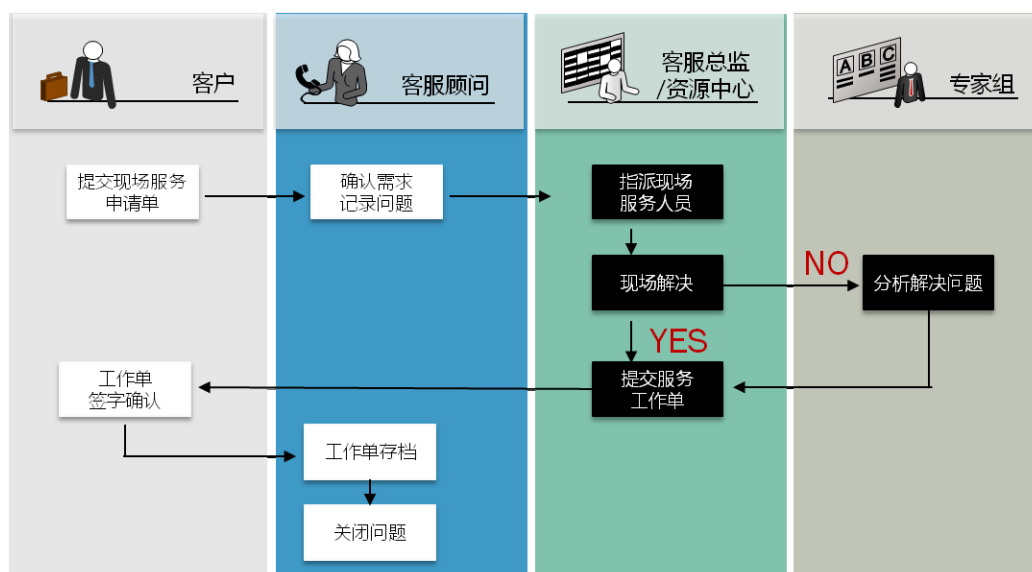 客户
客服顾问
客服总监
/资源中心
A B C
专家组
提交现场服务
申请单
确认需求
记录问题
指派现场
服务人员
现场解决
NO
分析解决问题
YES
提交服务
工作单
工作单
签字确认
工作单存档
关闭问题